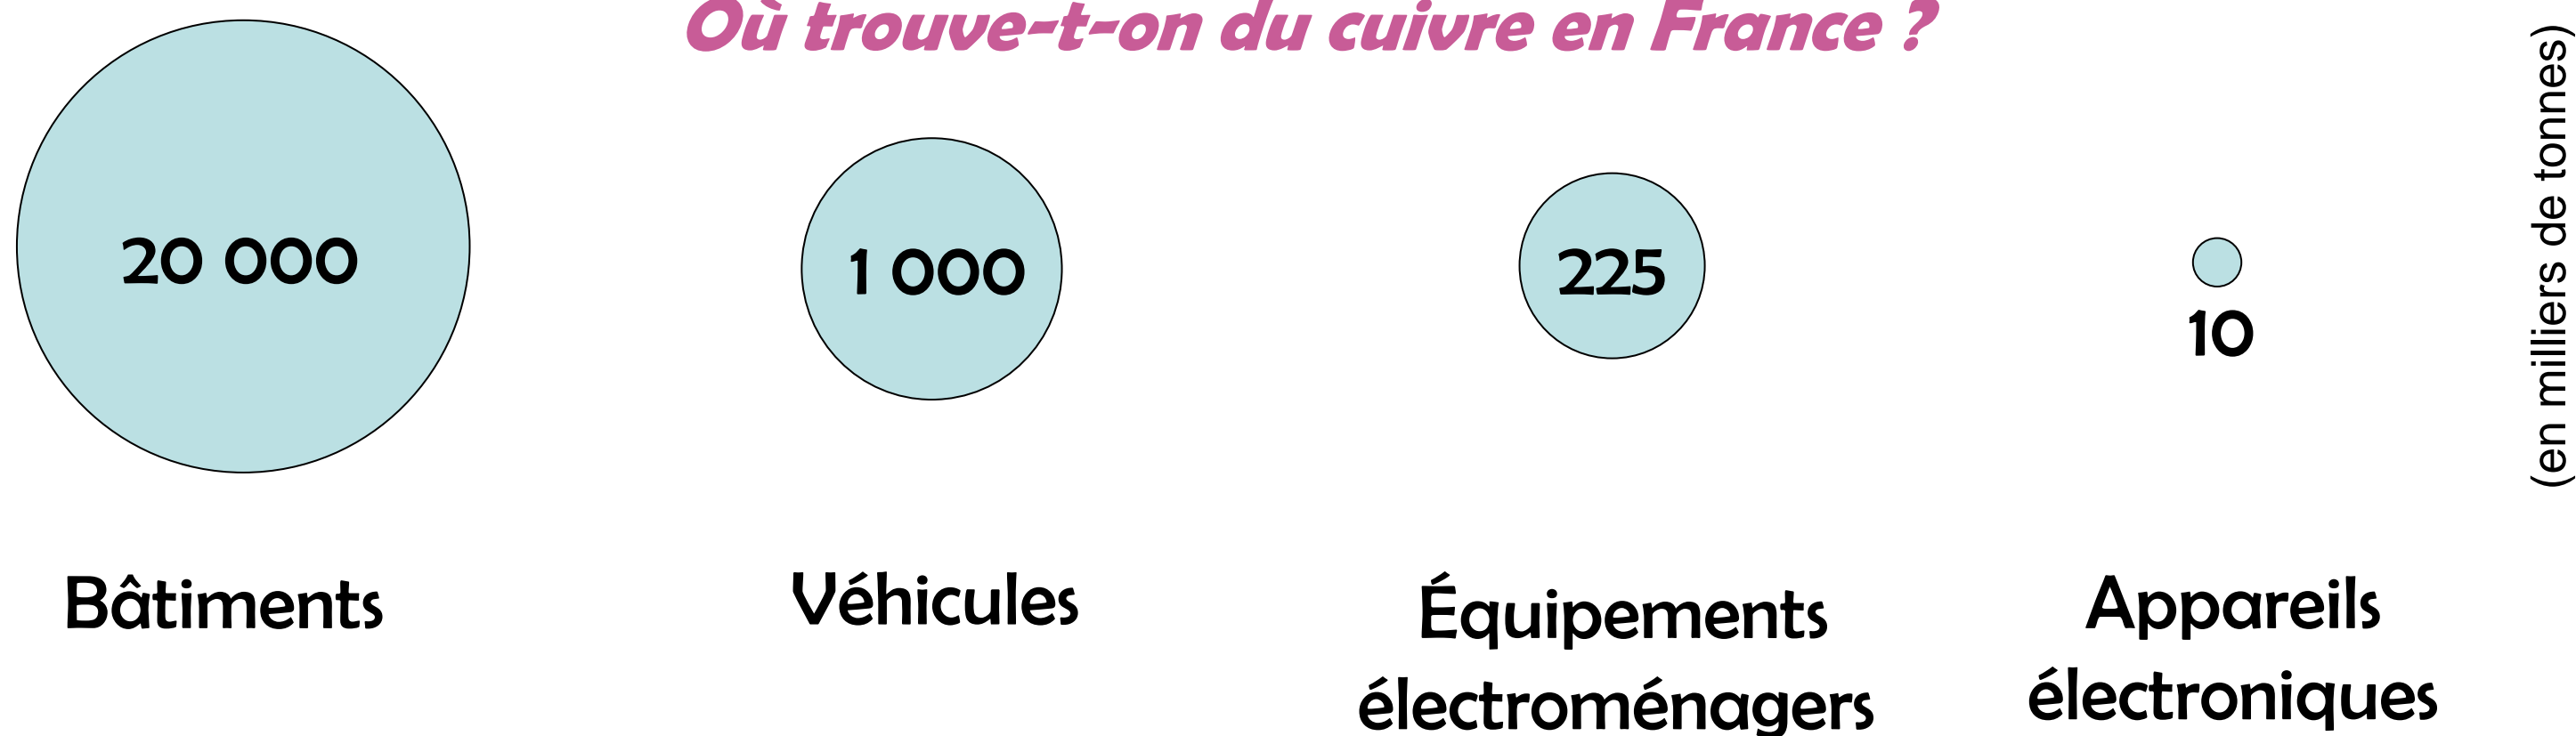 Où trouve-t-on du cuivre en France ?
20 000
1 000
225
10
(en milliers de tonnes)
Bâtiments
Véhicules
Équipements
électroménagers
Appareils
électroniques